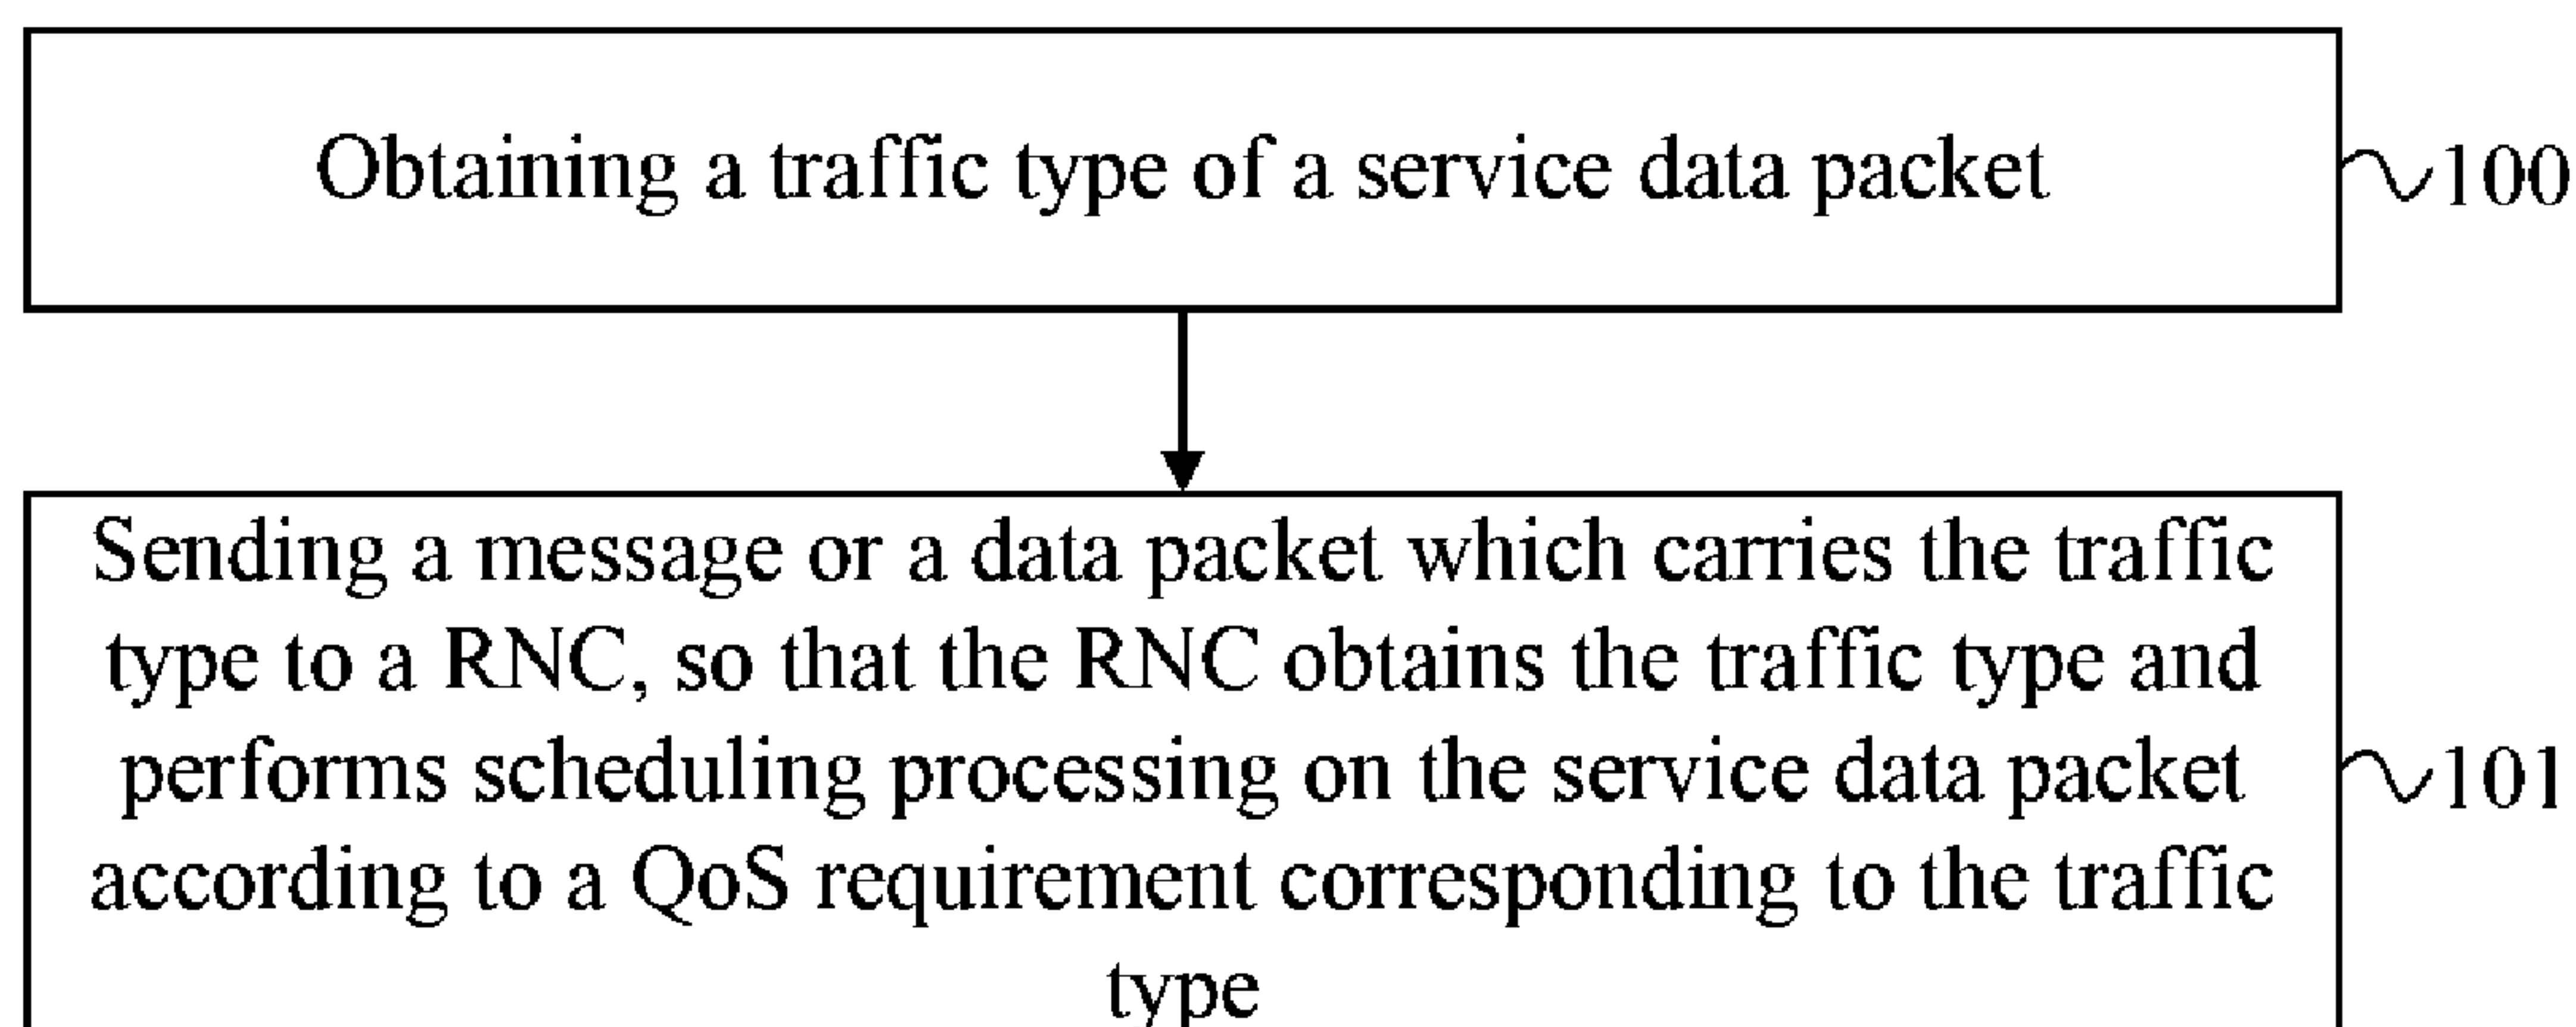 Obtaining a traffic type of a service data packet
100
Sending a message or a data packet which carries the traffic
type to a RNC, so that the RNC obtains the traffic type and
performs scheduling processing on the service data packet
according to a QoS requirement corresponding to the traffic
type
101